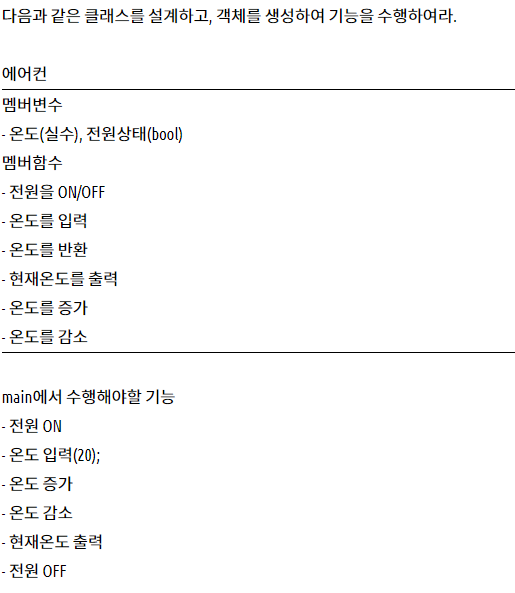 다음과 같은 클래스를 설계하고, 객체를 생성하여 기능을 수행하여라.
에어컨
멤버변수
- 온도(실수), 전원상태(bool)
멤버함수
- 전원을 ON/OFF
- 온도를 입력
- 온도를 반환
- 현재온도를 출력
- 온도를 증가
- 온도를 감소
main에서 수행해야할 기능
- 전원 ON
- 온도 입력(20);
- 온도 증가
- 온도 감소
- 현재온도 출력
- 전원 OFF